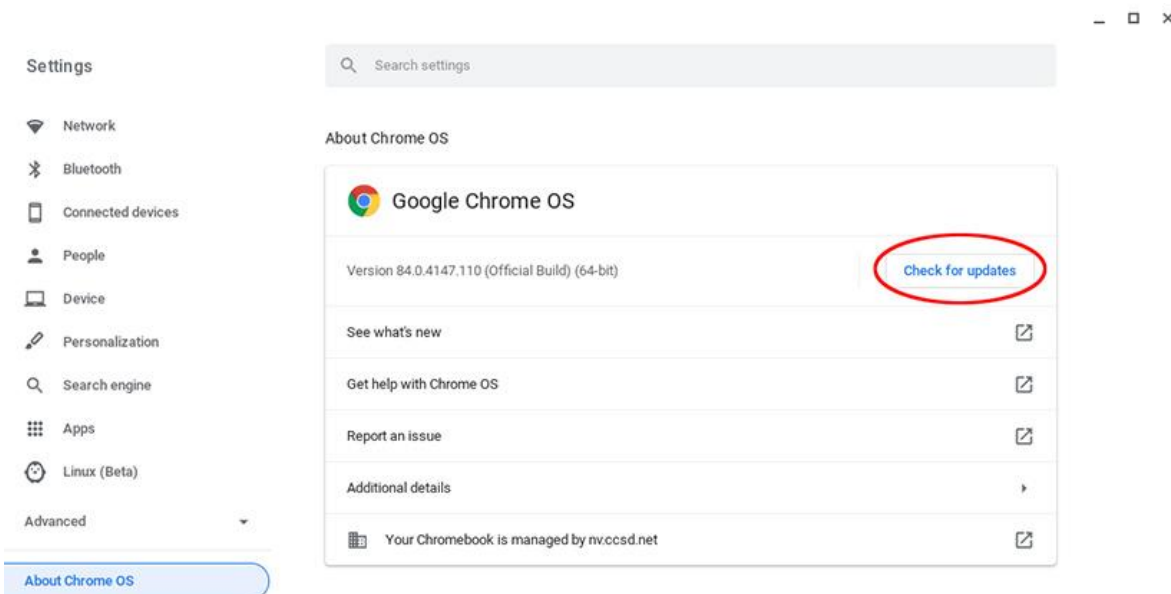 Settings
Search settings
Network
Bluetooth
Connected devices
People
Device
Personalization
Search engine
Apps
Linux (Beta)
Advanced
About Chrome OS
About Chrome OS
Google Chrome OS
Version 84.0.4147.110 (Official Build) (64-bit)
Check for updates
See what's new
Get help with Chrome OS
Report an issue
Additional details
Your Chromebook is managed by nv.ccsd.net